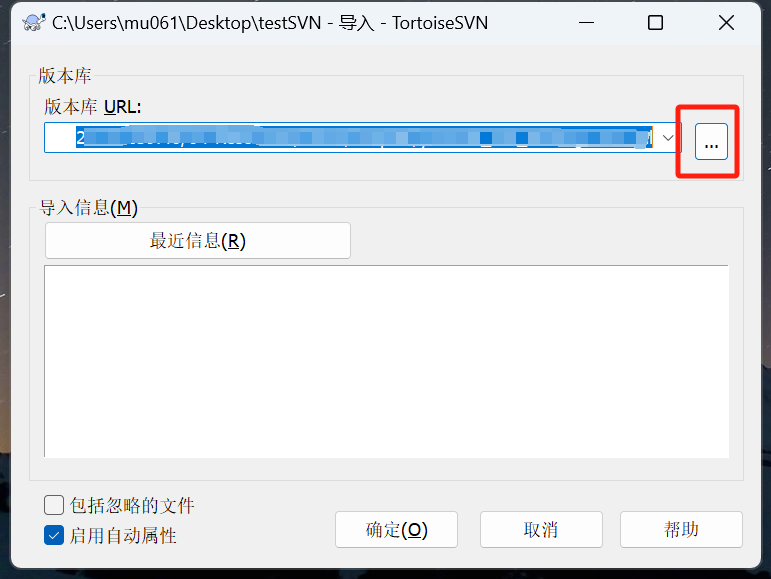 C:\Users\mu061\Desktop\testSVN - 导入 - TortoiseSVN
版本库
版本库 URL:
...
导入信息(M)
最近信息(R)
包括忽略的文件
启用自动属性
确定(O) 取消 帮助